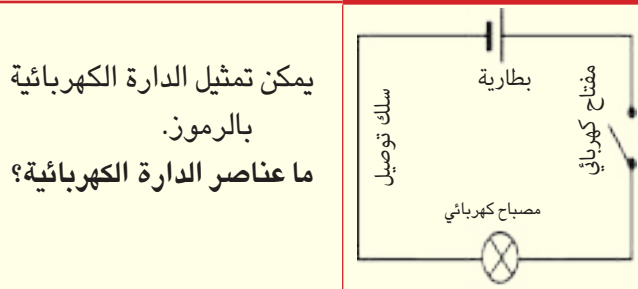 يمكن تمثيل الدارة الكهربائية
بالرموز.
ما عناصر الدارة الكهربائية؟
بطارية
مفتاح كهربائي
سلك توصيل
مصباح كهربائي